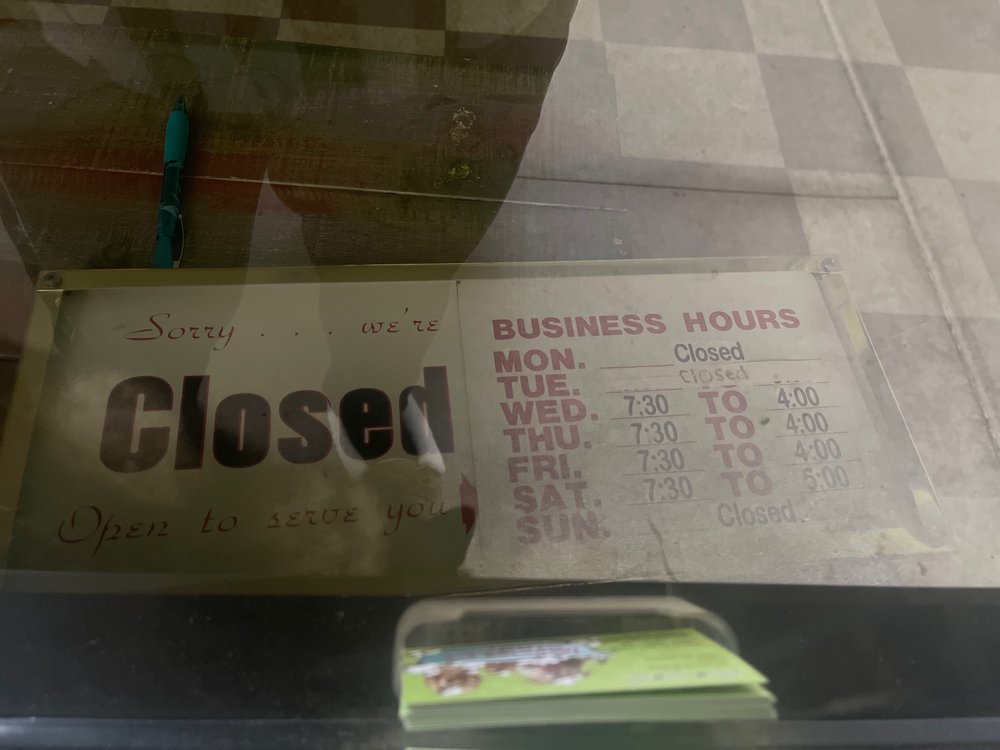 Sorry . . . we're
Closed
Open to serve you
BUSINESS HOURS
MON. Closed
TUE. Closed
WED. 7:30 TO 4:00
THU. 7:30 TO 4:00
FRI. 7:30 TO 4:00
SAT. 7:30 TO 5:00
SUN. Closed